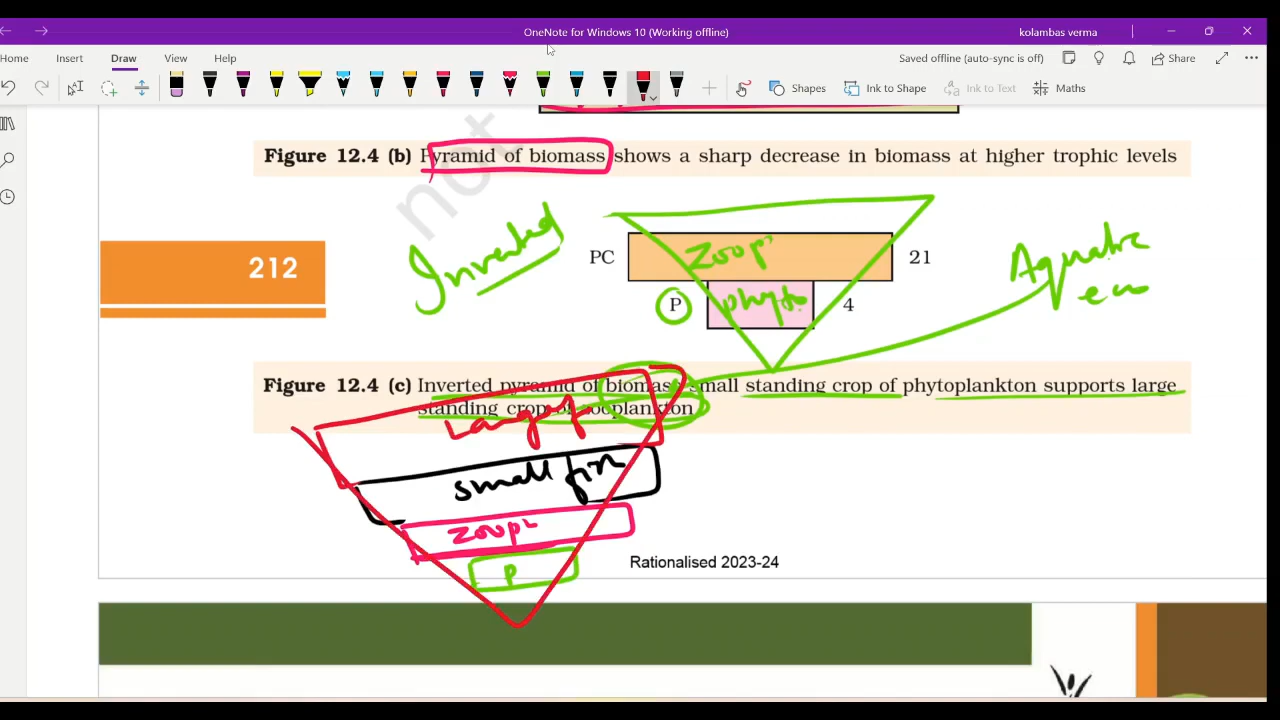 OneNote for Windows 10 (Working offline)
kolambas verma
Home Insert Draw View Help
Saved offline (auto-sync is off)
Share
Shapes
Ink to Shape
Ink to Text
Maths
not
Figure 12.4 (b) Pyramid of biomass shows a sharp decrease in biomass at higher trophic levels
Inverted
PC
zoop
21
Aquatic
eco
212
P
phyto
4
Figure 12.4 (c) Inverted pyramid of biomass-small standing crop of phytoplankton supports large
standing crop of zooplankton
Large f
small fish
zoop
P
Rationalised 2023-24